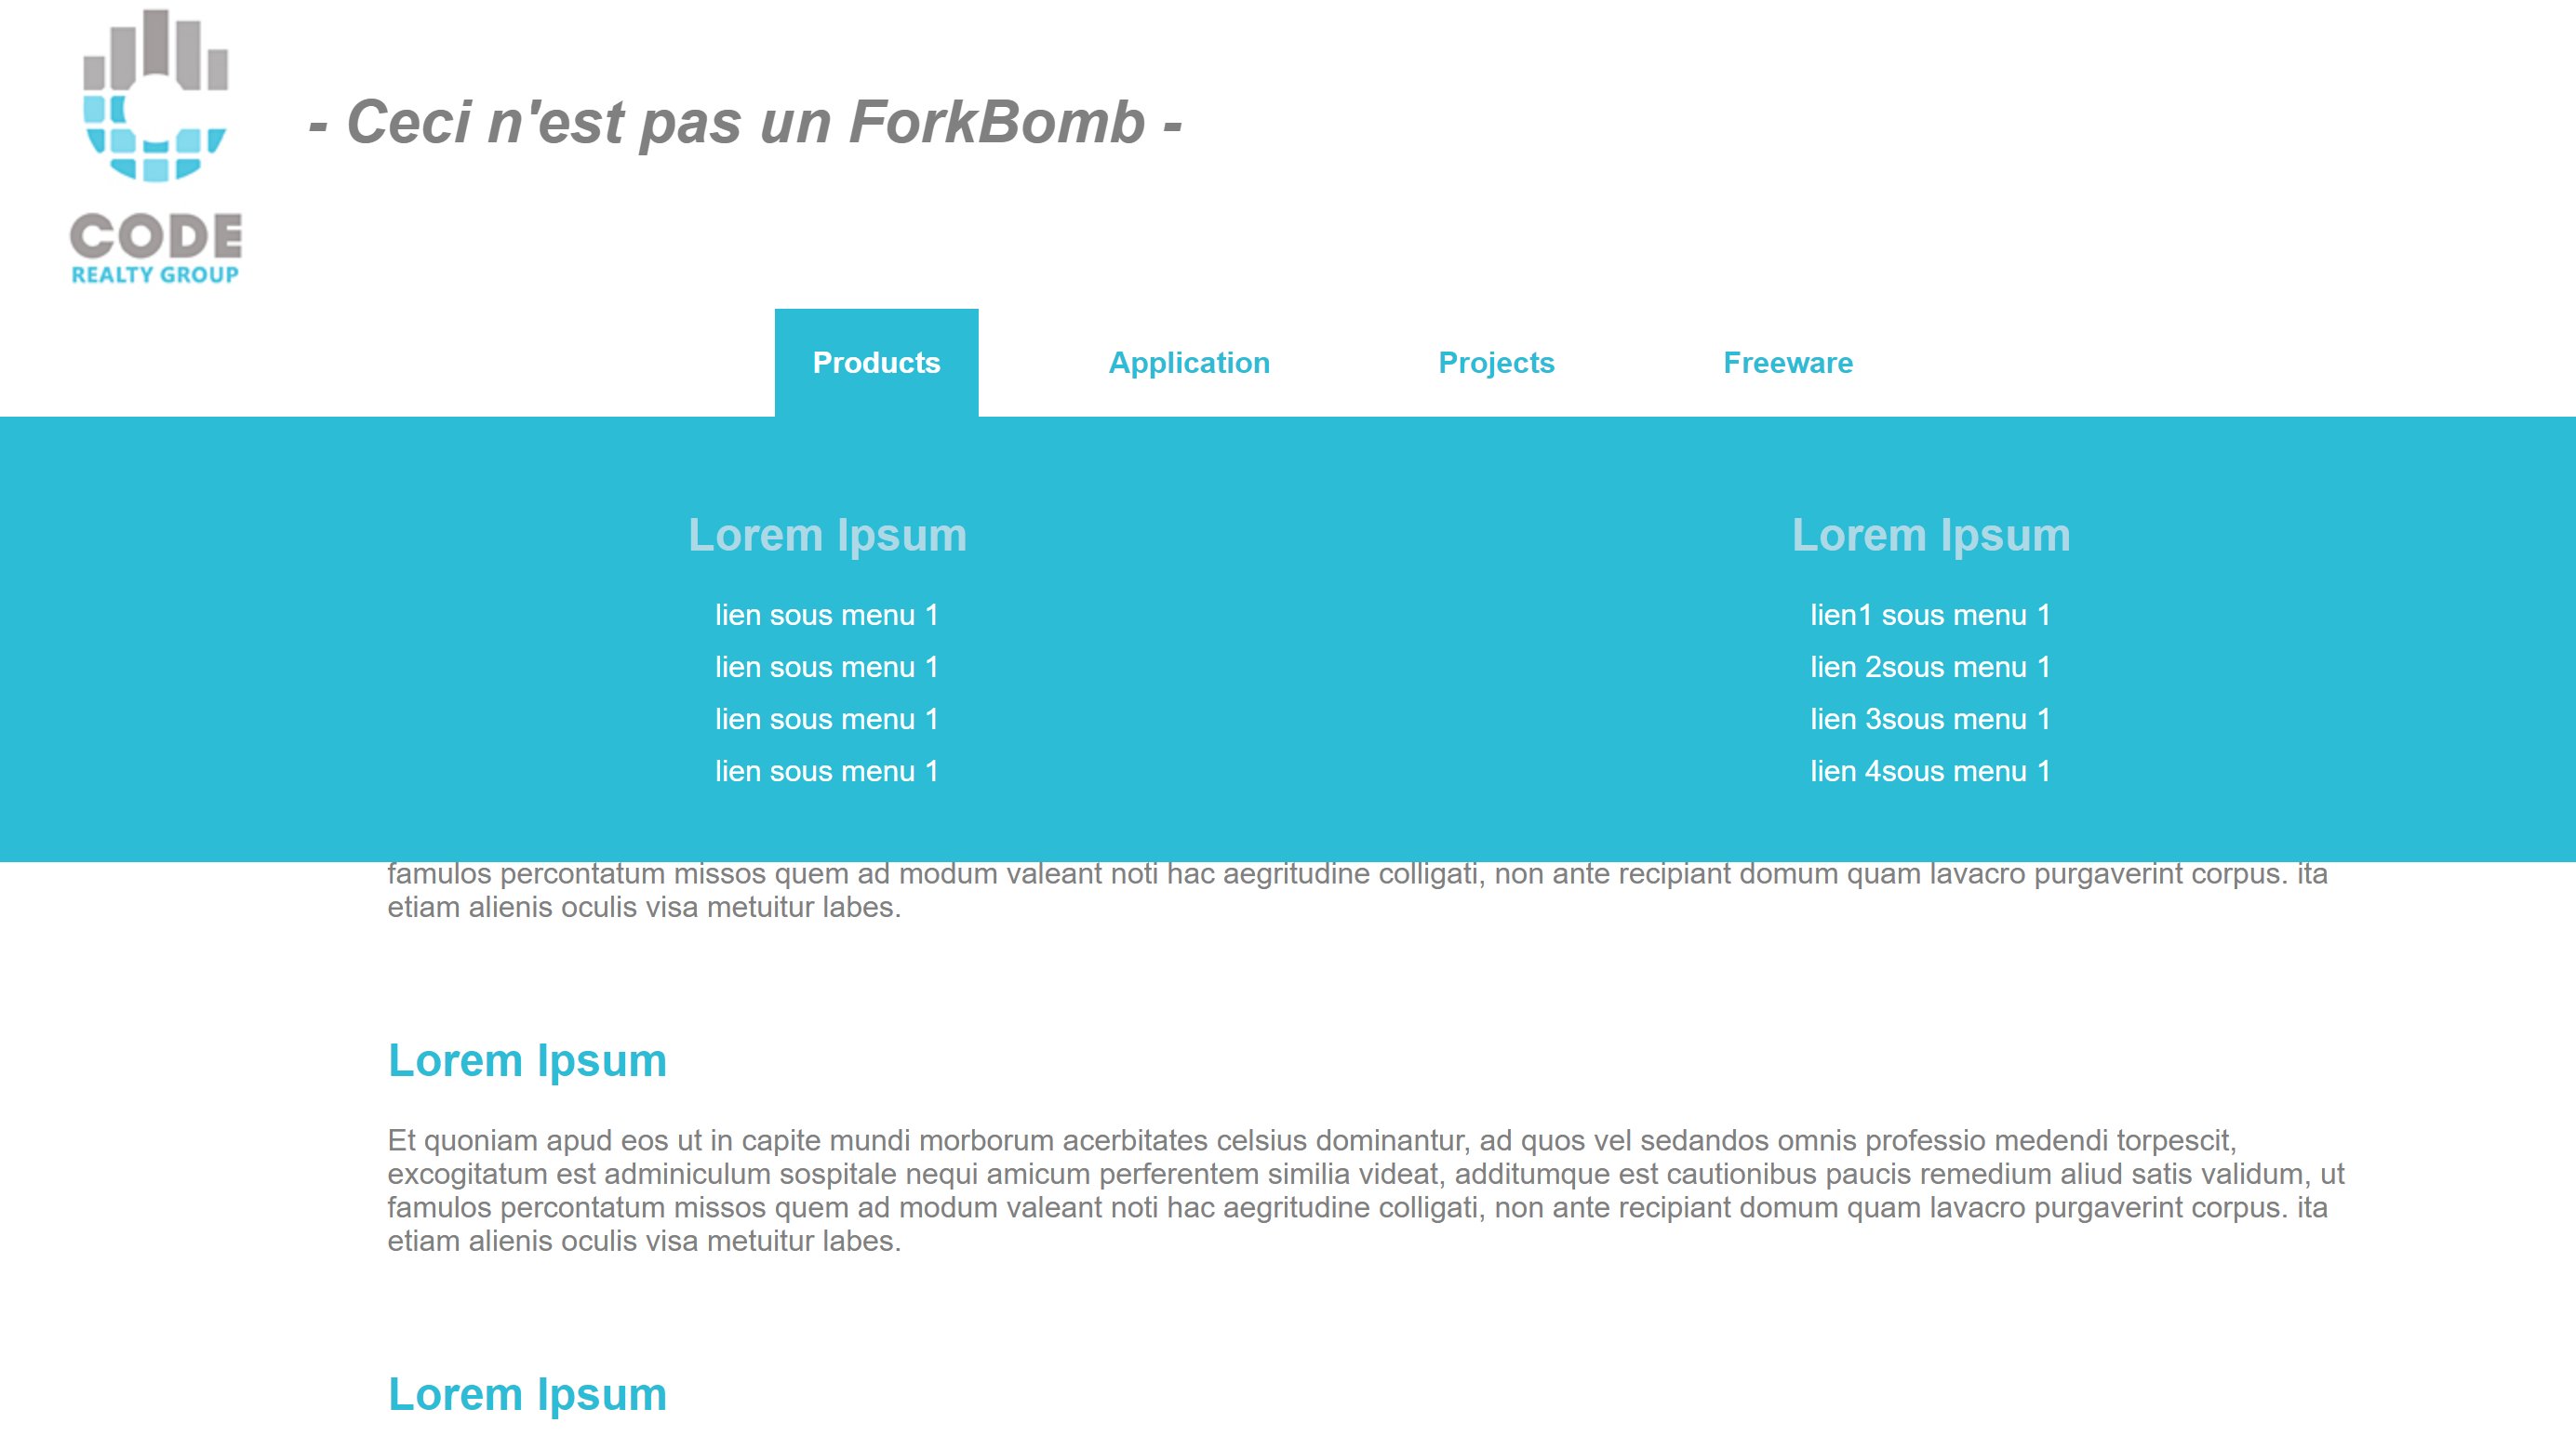 CODE
REALTY GROUP
- Ceci n'est pas un ForkBomb -
Products
Application
Projects
Freeware
Lorem Ipsum
lien sous menu 1
lien sous menu 1
lien sous menu 1
lien sous menu 1
Lorem Ipsum
lien1 sous menu 1
lien 2sous menu 1
lien 3sous menu 1
lien 4sous menu 1
famulos percontatum missos quem ad modum valeant noti hac aegritudine colligati, non ante recipiant domum quam lavacro purgaverint corpus. ita
etiam alienis oculis visa metuitur labes.
Lorem Ipsum
Et quoniam apud eos ut in capite mundi morborum acerbitates celsius dominantur, ad quos vel sedandos omnis professio medendi torpescit,
excogitatum est adminiculum sospitale nequi amicum perferentem similia videat, additumque est cautionibus paucis remedium aliud satis validum, ut
famulos percontatum missos quem ad modum valeant noti hac aegritudine colligati, non ante recipiant domum quam lavacro purgaverint corpus. ita
etiam alienis oculis visa metuitur labes.
Lorem Ipsum